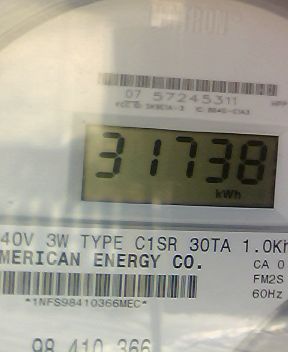 07 57245311
31738
kWh
40V 3W TYPE C1SR 30TA 1.0Kh
MERICAN ENERGY CO.
CA 0
FM2S
60Hz
*1NFS98410366MEC*
98 410 366